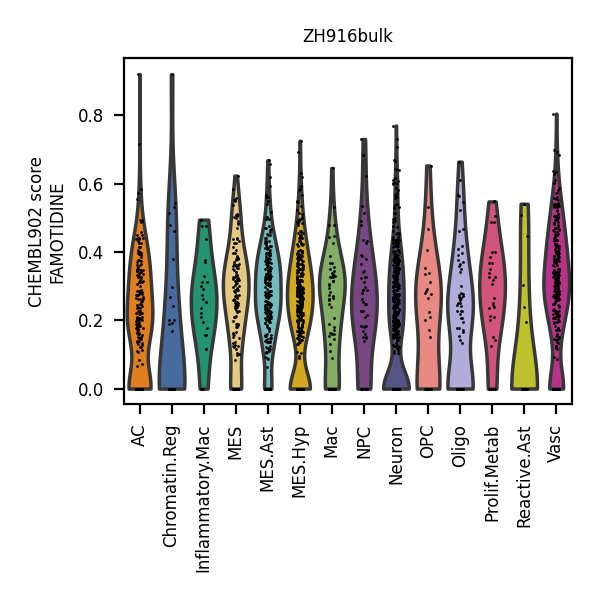 ZH916bulk
CHEMBL902 score
FAMOTIDINE
0.8
0.6
0.4
0.2
0.0
AC
Chromatin.Reg
Inflammatory.Mac
MES
MES.Ast
MES.Hyp
Mac
NPC
Neuron
OPC
Oligo
Prolif.Metab
Reactive.Ast
Vasc